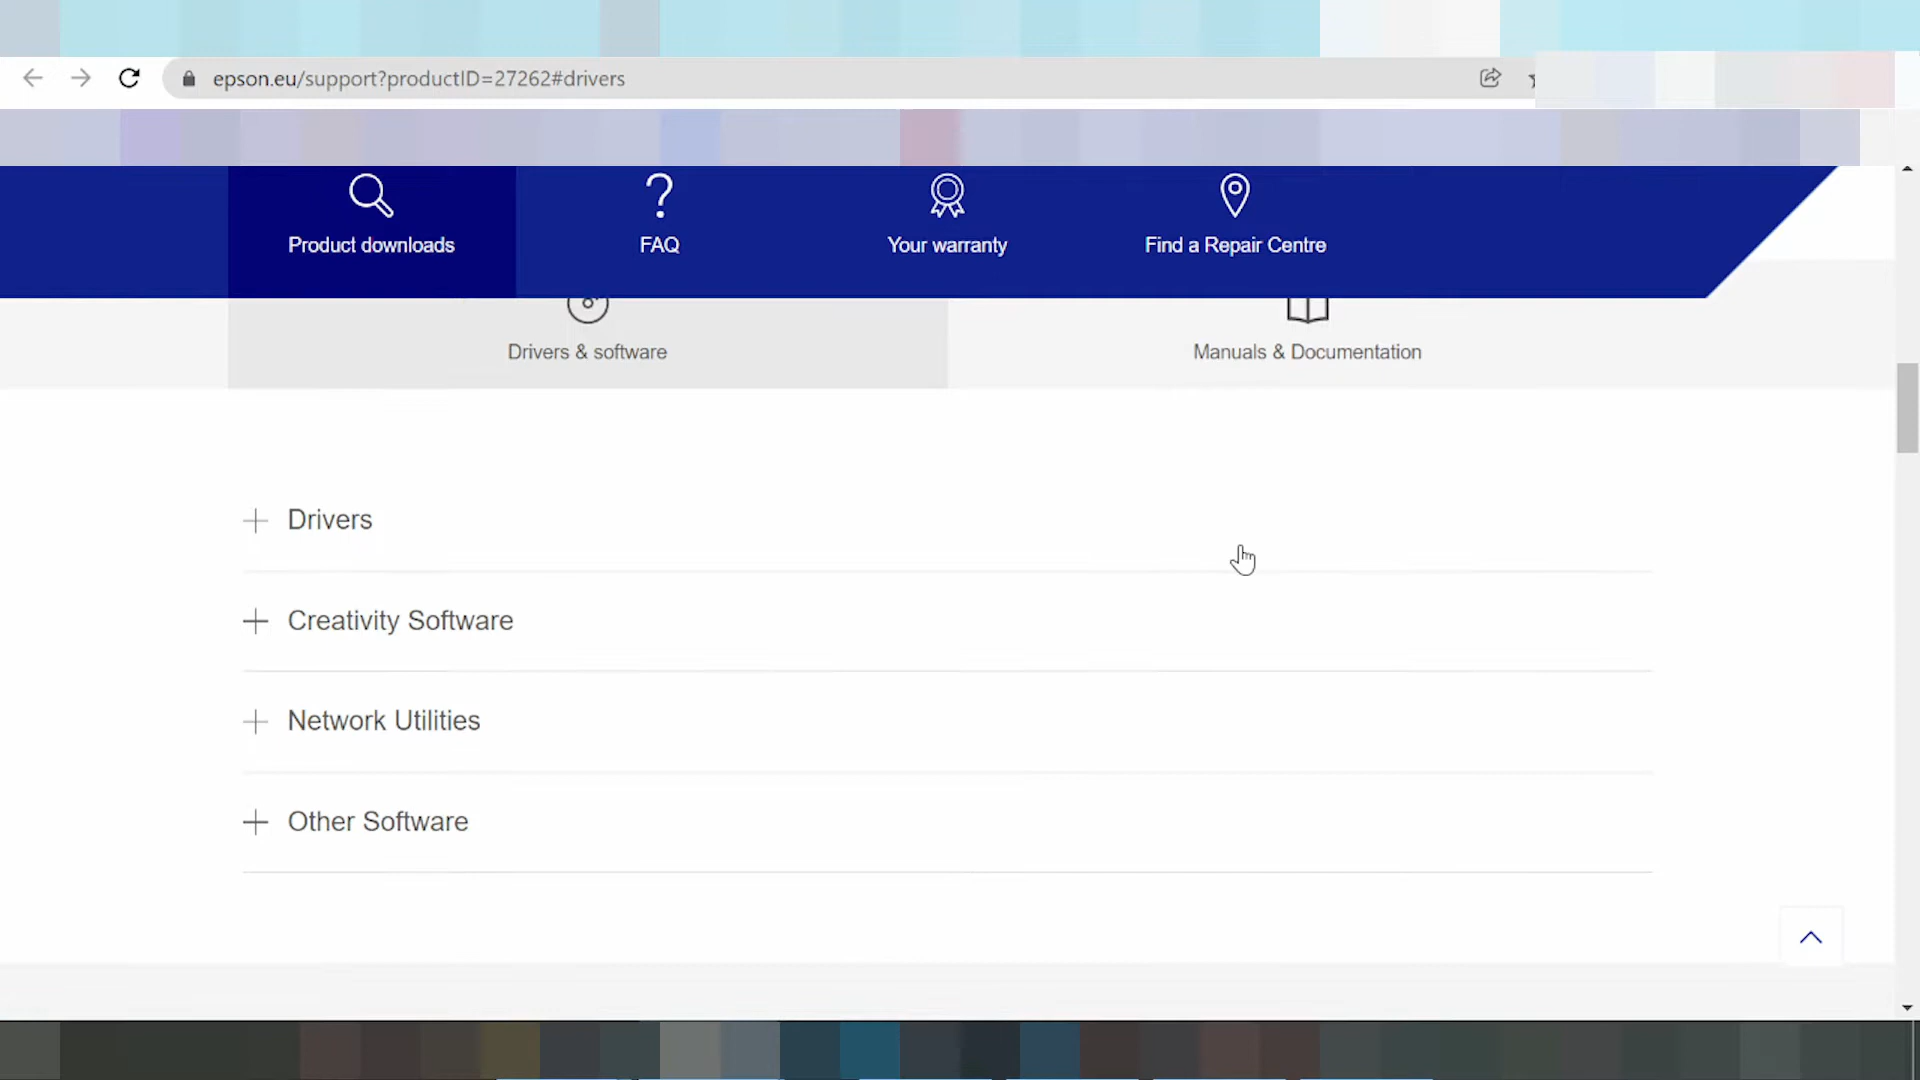 epson.eu/support?productID=27262#drivers
Product downloads
FAQ
Your warranty
Find a Repair Centre
Drivers & software
Manuals & Documentation
Drivers
Creativity Software
Network Utilities
Other Software